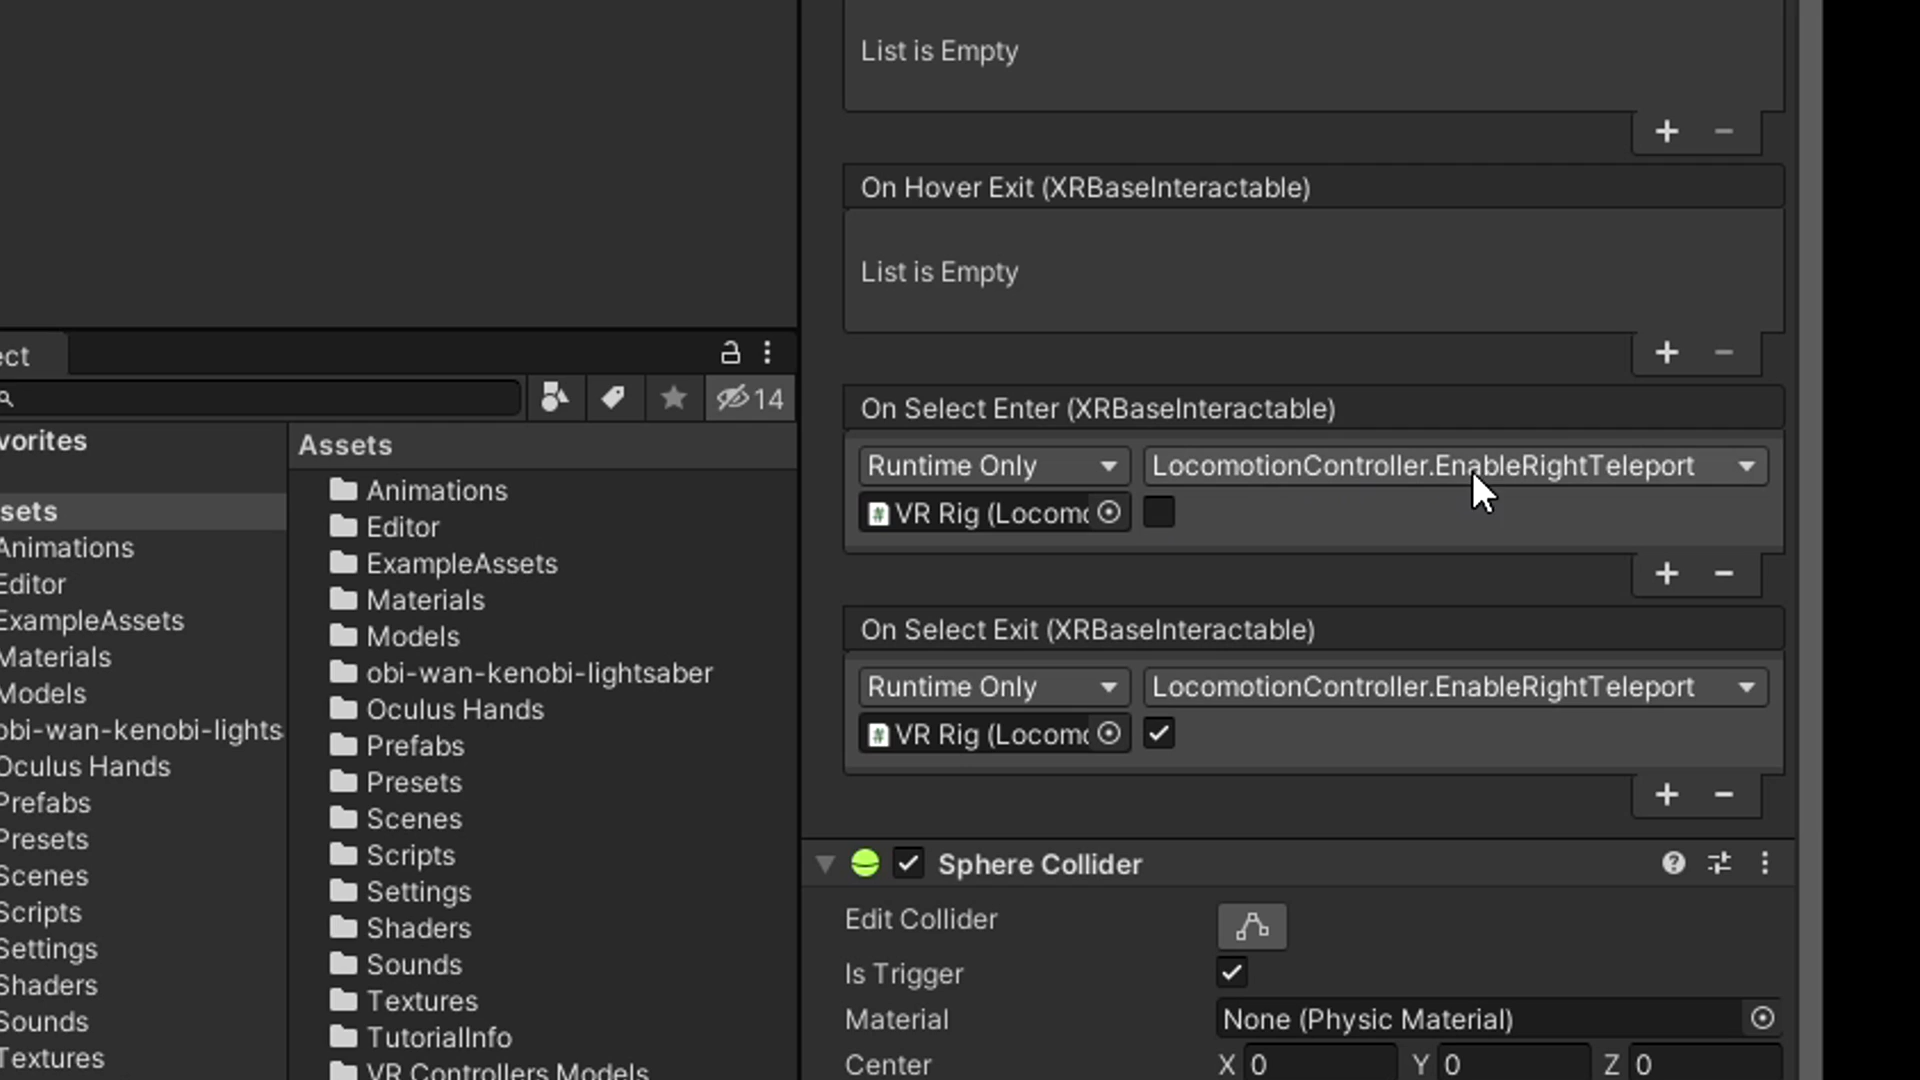 List is Empty
+ −
On Hover Exit (XRBaseInteractable)
List is Empty
+ −
On Select Enter (XRBaseInteractable)
Runtime Only
LocomotionController.EnableRightTeleport
VR Rig (Locomo
+ −
On Select Exit (XRBaseInteractable)
Runtime Only
LocomotionController.EnableRightTeleport
VR Rig (Locomo
+ −
Sphere Collider
Edit Collider
Is Trigger
Material
None (Physic Material)
Center
X 0
Y 0
Z 0
ect
14
vorites
sets
Animations
Editor
ExampleAssets
Materials
Models
obi-wan-kenobi-lights
Oculus Hands
Prefabs
Presets
Scenes
Scripts
Settings
Shaders
Sounds
Textures
Assets
Animations
Editor
ExampleAssets
Materials
Models
obi-wan-kenobi-lightsaber
Oculus Hands
Prefabs
Presets
Scenes
Scripts
Settings
Shaders
Sounds
Textures
TutorialInfo
VR Controllers Models